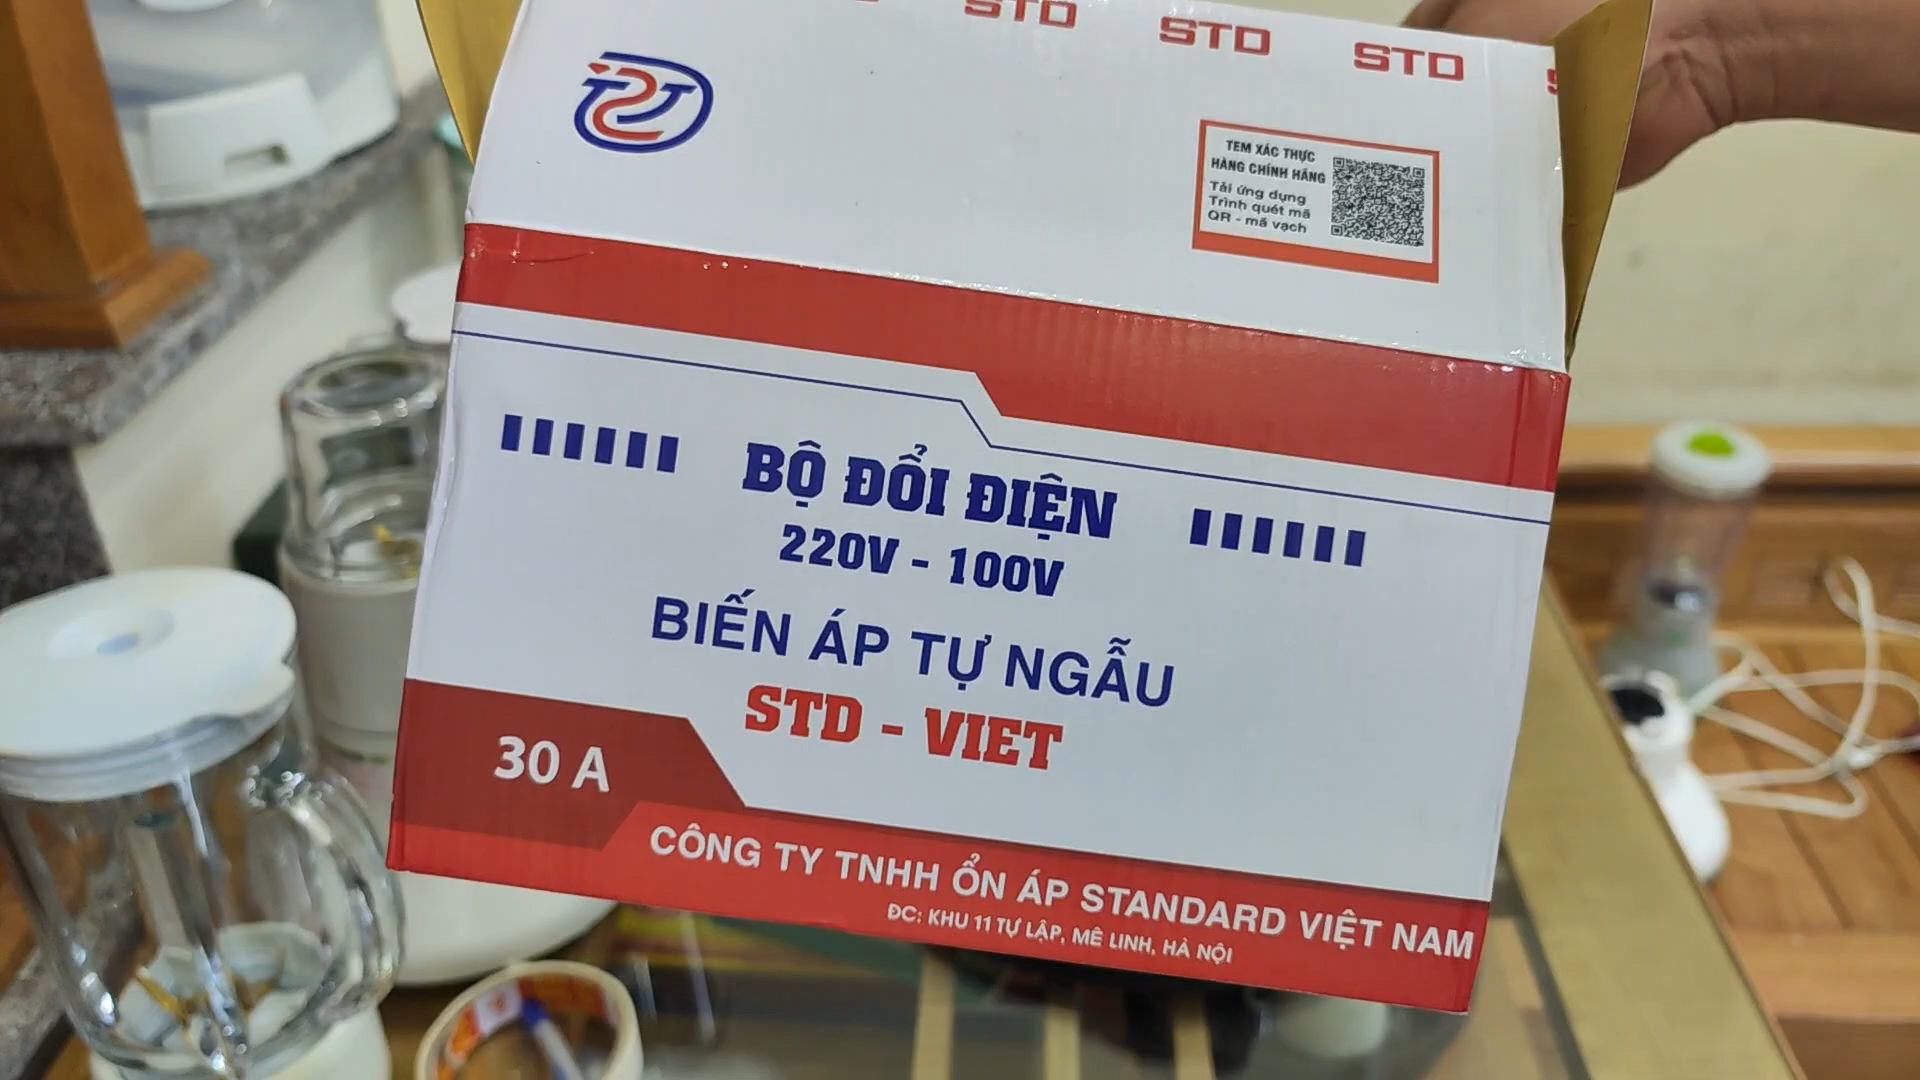 STD STD STD
TEM XÁC THỰC
HÀNG CHÍNH HÃNG
Tải ứng dụng
Trình quét mã
QR - mã vạch
BỘ ĐỔI ĐIỆN
220V - 100V
BIẾN ÁP TỰ NGẪU
STD - VIET
30 A
CÔNG TY TNHH ỔN ÁP STANDARD VIỆT NAM
ĐC: KHU 11 TỰ LẬP, MÊ LINH, HÀ NỘI